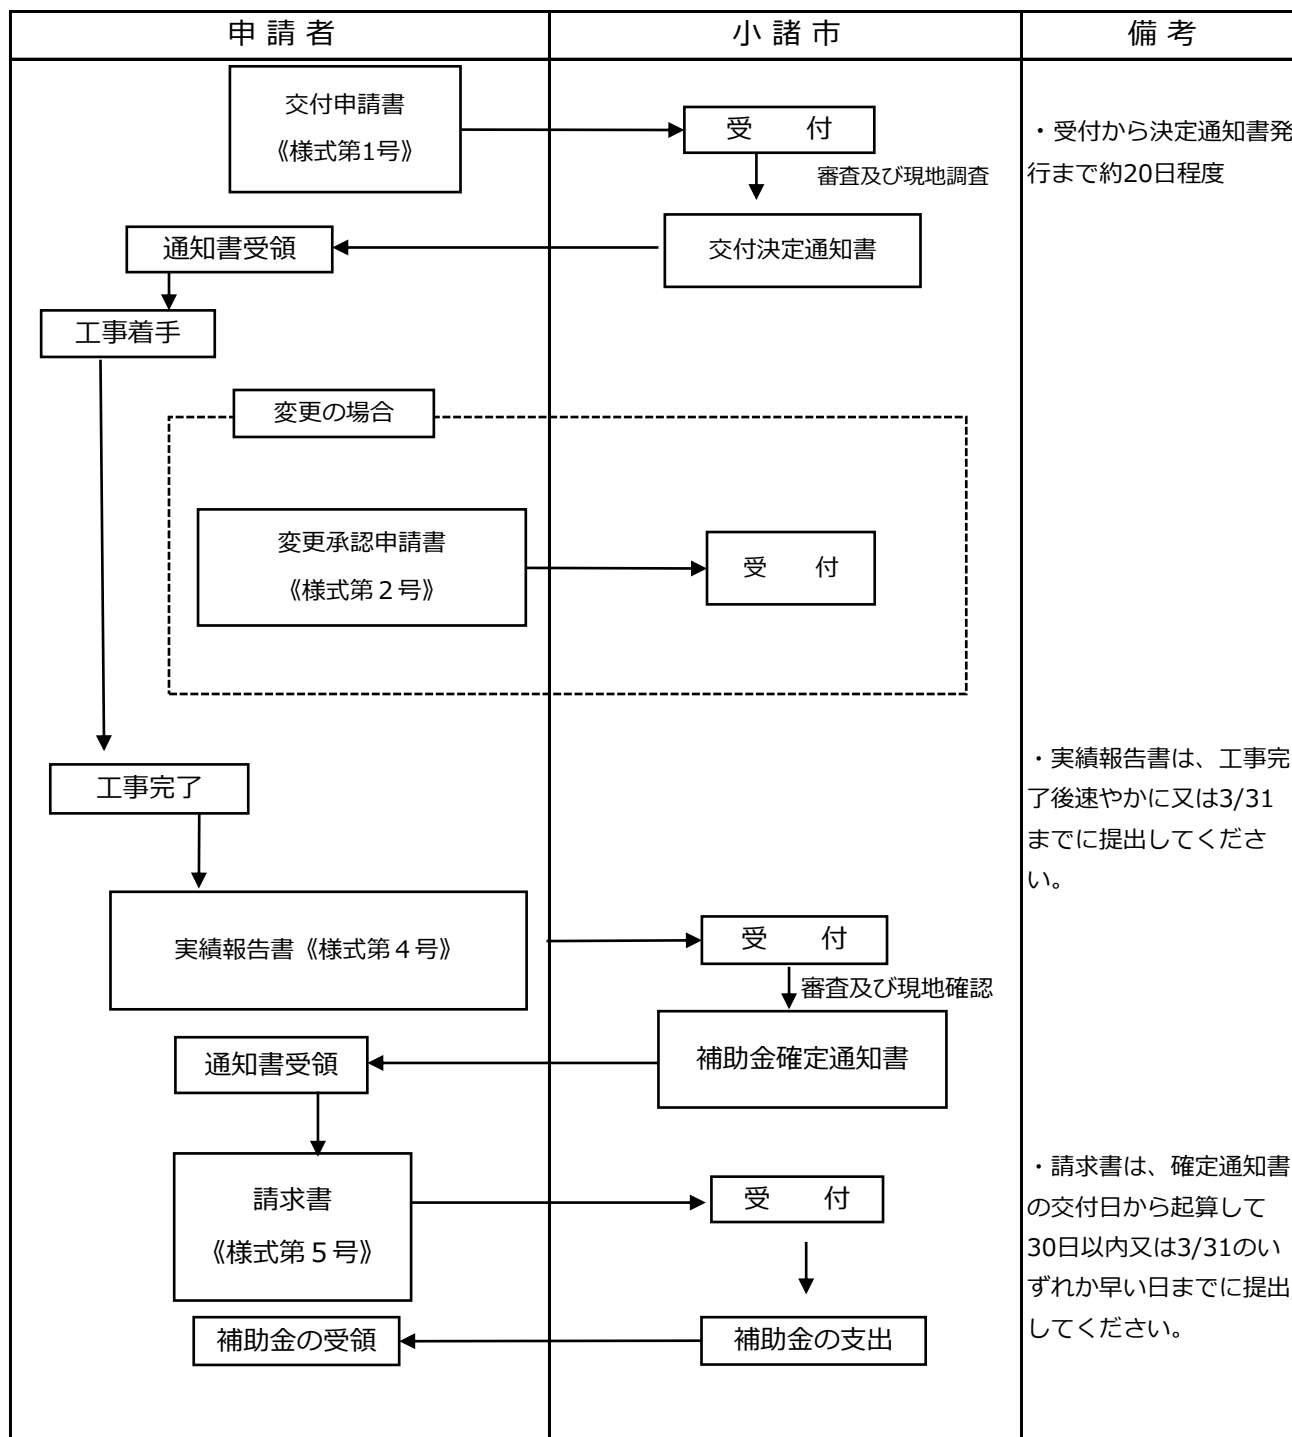 申 請 者
小 諸 市
備 考
交付申請書
《様式第1号》
受　　付
審査及び現地調査
・受付から決定通知書発
行まで約20日程度
通知書受領
交付決定通知書
工事着手
変更の場合
変更承認申請書
《様式第２号》
受　　付
工事完了
・実績報告書は、工事完
了後速やかに又は3/31
までに提出してくださ
い。
実績報告書《様式第４号》
受　　付
審査及び現地確認
通知書受領
補助金確定通知書
請求書
《様式第５号》
受　　付
・請求書は、確定通知書
の交付日から起算して
30日以内又は3/31のい
ずれか早い日までに提出
してください。
補助金の受領
補助金の支出